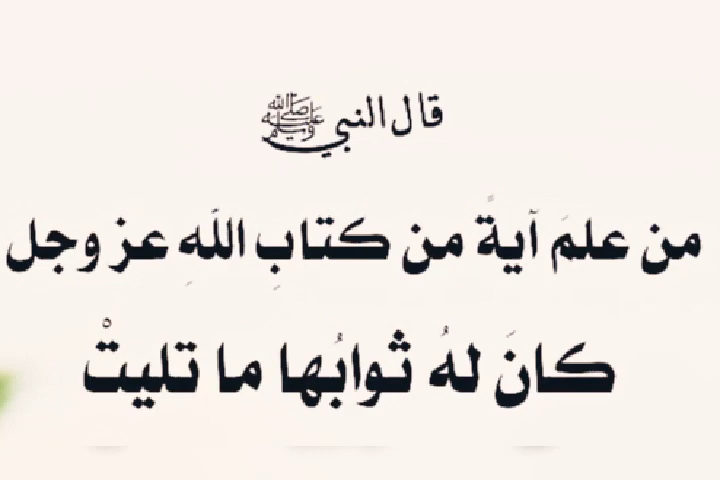 قال النبي ﷺ
من علمَ آيةً من كتابِ اللّهِ عز وجل
كانَ لهُ ثوابُها ما تليتْ